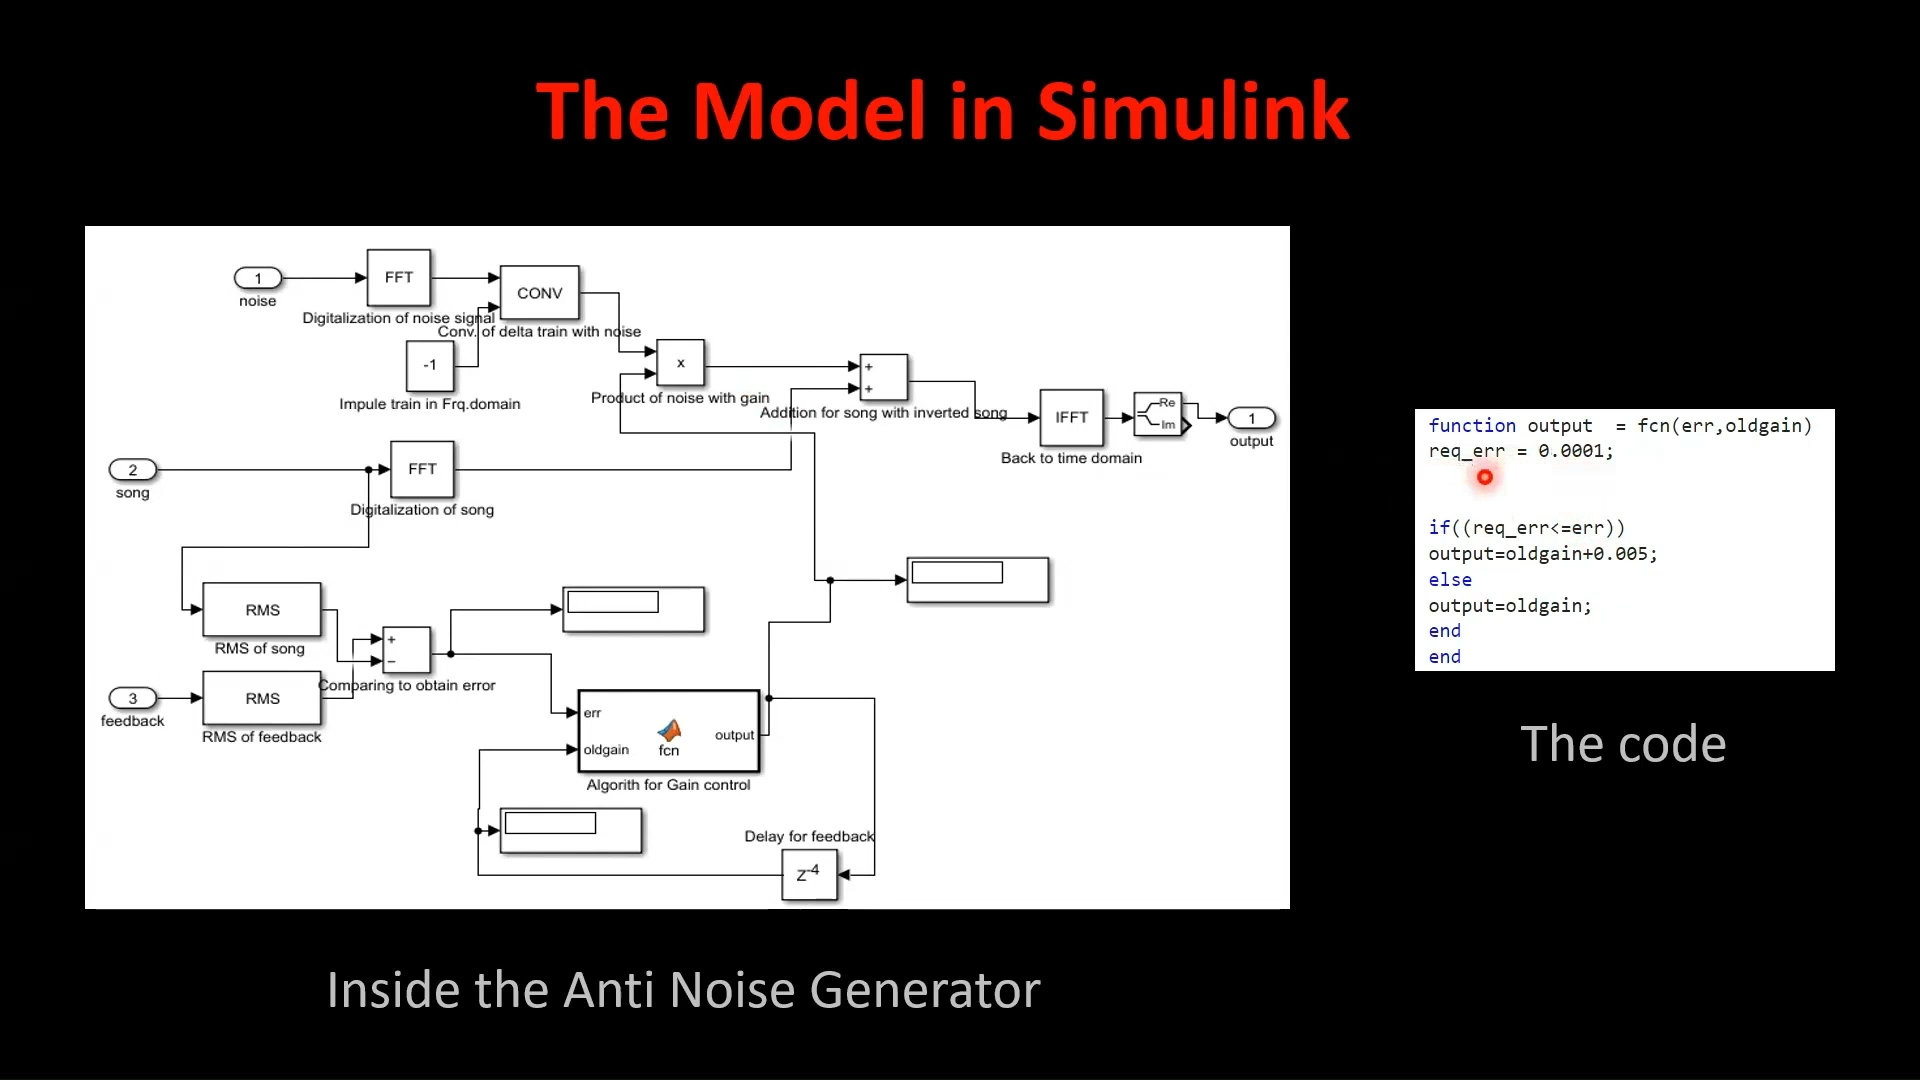 The Model in Simulink
1
noise
FFT
Digitalization of noise signal
CONV
Conv. of delta train with noise
-1
Impule train in Frq.domain
x
Product of noise with gain
+
+
Addition for song with inverted song
IFFT
Back to time domain
Re
Im
1
output
2
song
FFT
Digitalization of song
RMS
RMS of song
+
−
Comparing to obtain error
3
feedback
RMS
RMS of feedback
err
oldgain
fcn
output
Algorith for Gain control
Delay for feedback
Z-4
Inside the Anti Noise Generator
function output  = fcn(err,oldgain)
req_err = 0.0001;
if((req_err<=err))
output=oldgain+0.005;
else
output=oldgain;
end
end
The code